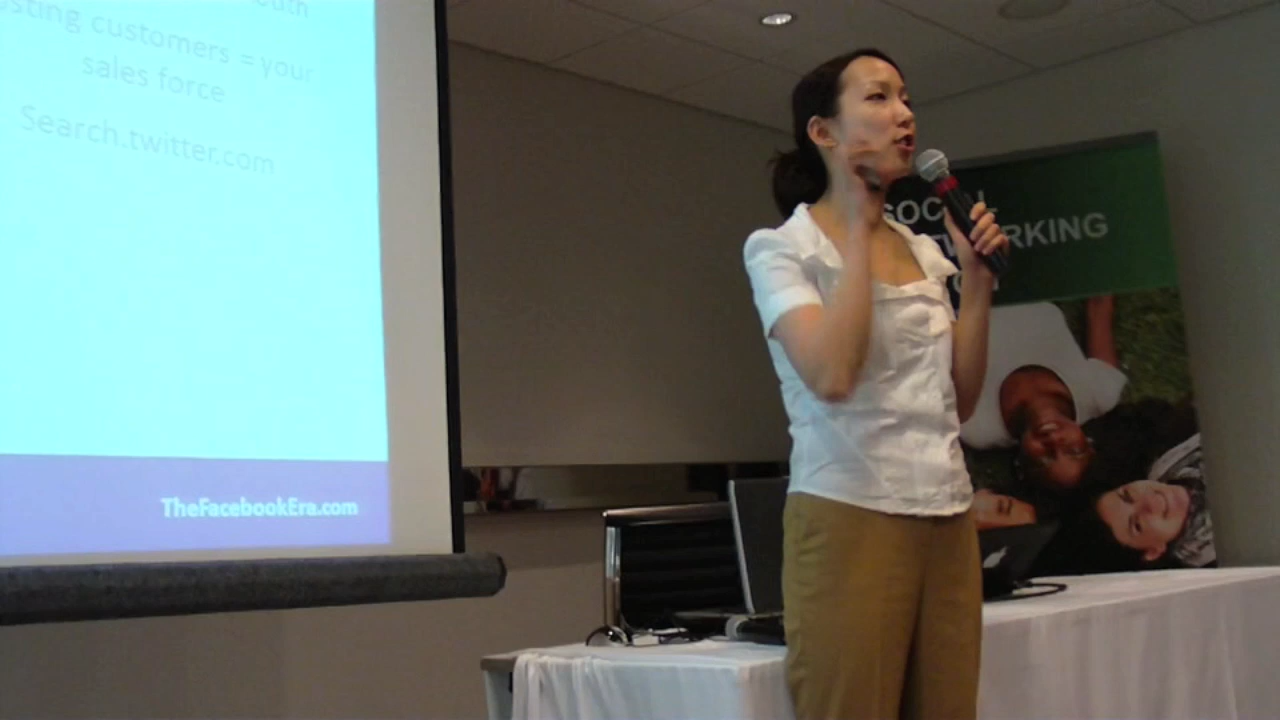 customers = your
sales force
Search.twitter.com
TheFacebookEra.com
RKING